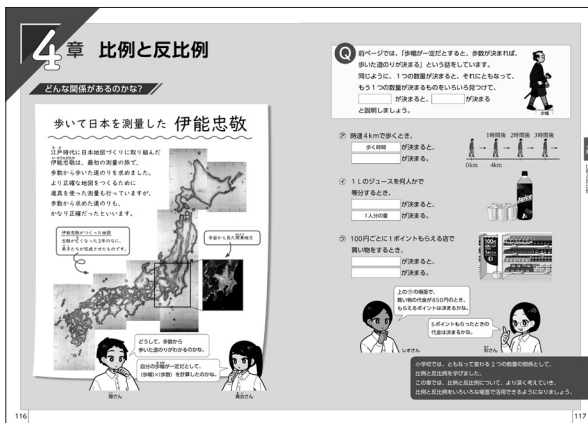 4章 比例と反比例
どんな関係があるのかな?
歩いて日本を測量した 伊能忠敬
江戸時代に日本地図づくりに取り組んだ
伊能忠敬は、最初の測量の旅で、
歩数から歩いた道のりを求めました。
より正確な地図をつくるために
道具を使った測量も行っていますが、
歩数から求めた道のりも、
かなり正確だったといいます。
伊能忠敬がつくった地図
忠敬が亡くなった3年のちに、
弟子たちが完成させたものです。
宇宙から見た関東地方
どうして、歩数から
歩いた道のりがわかるのかな。
自分の歩幅が一定だとして、
(歩幅)×(歩数)を計算したのかな。
真衣さん
116
Q 前ページでは、「歩幅が一定だとすると、歩数が決まれば、
歩いた道のりが決まる」という話をしています。
同じように、1つの数量が決まると、それにともなって、
もう1つの数量が決まるものをいろいろ見つけて、
が決まると、 が決まる
と説明しましょう。
歩幅
㋐ 時速4kmで歩くとき、
歩く時間 が決まると、
が決まる。
1時間後 2時間後 3時間後
0km 4km
㋑ 1Lのジュースを何人かで
等分するとき、
が決まると、
1人分の量 が決まる。
Juice
㋒ 100円ごとに1ポイントもらえる店で
買い物をするとき、
が決まると、
が決まる。
上の㋒の場面で、
買い物の代金が850円のとき、
もらえるポイントは決まるかな。
レオさん
5ポイントもらったときの
代金は決まるかな。
小学校では、ともなって変わる2つの数量の関係として、
比例と反比例を学びました。
この章では、比例と反比例について、より深く考えていき、
比例と反比例をいろいろな場面で活用できるようになりましょう。
117